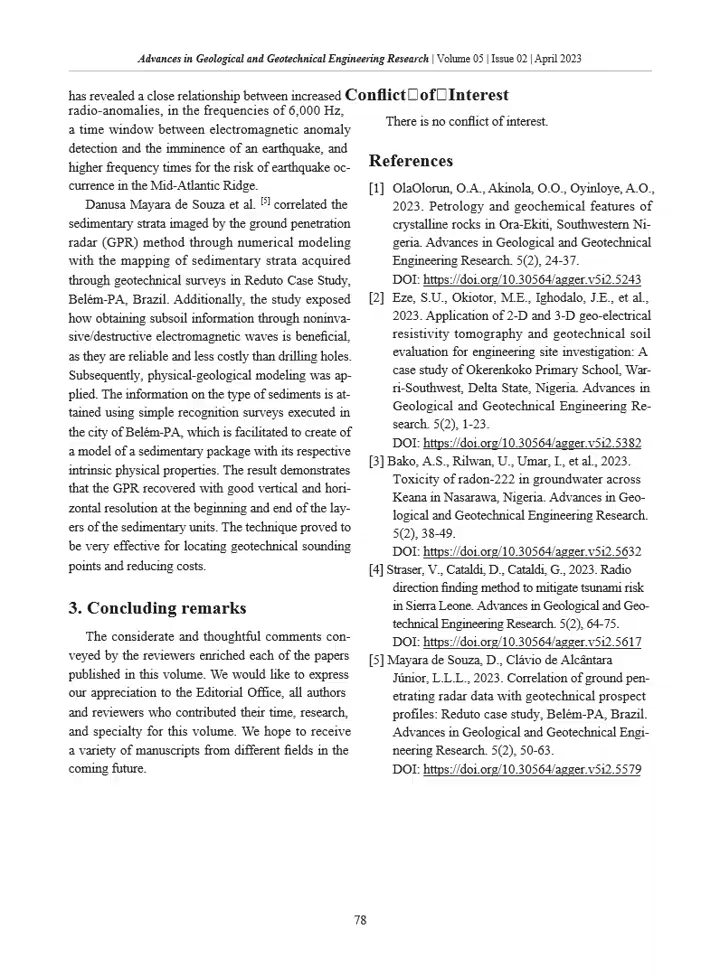 Advances in Geological and Geotechnical Engineering Research | Volume 05 | Issue 02 | April 2023
has revealed a close relationship between increased
radio-anomalies, in the frequencies of 6,000 Hz,
a time window between electromagnetic anomaly
detection and the imminence of an earthquake, and
higher frequency times for the risk of earthquake oc-
currence in the Mid-Atlantic Ridge.
Danusa Mayara de Souza et al. [5] correlated the
sedimentary strata imaged by the ground penetration
radar (GPR) method through numerical modeling
with the mapping of sedimentary strata acquired
through geotechnical surveys in Reduto Case Study,
Belém-PA, Brazil. Additionally, the study exposed
how obtaining subsoil information through noninva-
sive/destructive electromagnetic waves is beneficial,
as they are reliable and less costly than drilling holes.
Subsequently, physical-geological modeling was ap-
plied. The information on the type of sediments is at-
tained using simple recognition surveys executed in
the city of Belém-PA, which is facilitated to create of
a model of a sedimentary package with its respective
intrinsic physical properties. The result demonstrates
that the GPR recovered with good vertical and hori-
zontal resolution at the beginning and end of the lay-
ers of the sedimentary units. The technique proved to
be very effective for locating geotechnical sounding
points and reducing costs.
3. Concluding remarks
The considerate and thoughtful comments con-
veyed by the reviewers enriched each of the papers
published in this volume. We would like to express
our appreciation to the Editorial Office, all authors
and reviewers who contributed their time, research,
and specialty for this volume. We hope to receive
a variety of manuscripts from different fields in the
coming future.
Conflict□of□Interest
There is no conflict of interest.
References
[1] OlaOlorun, O.A., Akinola, O.O., Oyinloye, A.O.,
2023. Petrology and geochemical features of
crystalline rocks in Ora-Ekiti, Southwestern Ni-
geria. Advances in Geological and Geotechnical
Engineering Research. 5(2), 24-37.
DOI: https://doi.org/10.30564/agger.v5i2.5243
[2] Eze, S.U., Okiotor, M.E., Ighodalo, J.E., et al.,
2023. Application of 2-D and 3-D geo-electrical
resistivity tomography and geotechnical soil
evaluation for engineering site investigation: A
case study of Okerenkoko Primary School, War-
ri-Southwest, Delta State, Nigeria. Advances in
Geological and Geotechnical Engineering Re-
search. 5(2), 1-23.
DOI: https://doi.org/10.30564/agger.v5i2.5382
[3] Bako, A.S., Rilwan, U., Umar, I., et al., 2023.
Toxicity of radon-222 in groundwater across
Keana in Nasarawa, Nigeria. Advances in Geo-
logical and Geotechnical Engineering Research.
5(2), 38-49.
DOI: https://doi.org/10.30564/agger.v5i2.5632
[4] Straser, V., Cataldi, D., Cataldi, G., 2023. Radio
direction finding method to mitigate tsunami risk
in Sierra Leone. Advances in Geological and Geo-
technical Engineering Research. 5(2), 64-75.
DOI: https://doi.org/10.30564/agger.v5i2.5617
[5] Mayara de Souza, D., Clávio de Alcântara
Júnior, L.L.L., 2023. Correlation of ground pen-
etrating radar data with geotechnical prospect
profiles: Reduto case study, Belém-PA, Brazil.
Advances in Geological and Geotechnical Engi-
neering Research. 5(2), 50-63.
DOI: https://doi.org/10.30564/agger.v5i2.5579
78